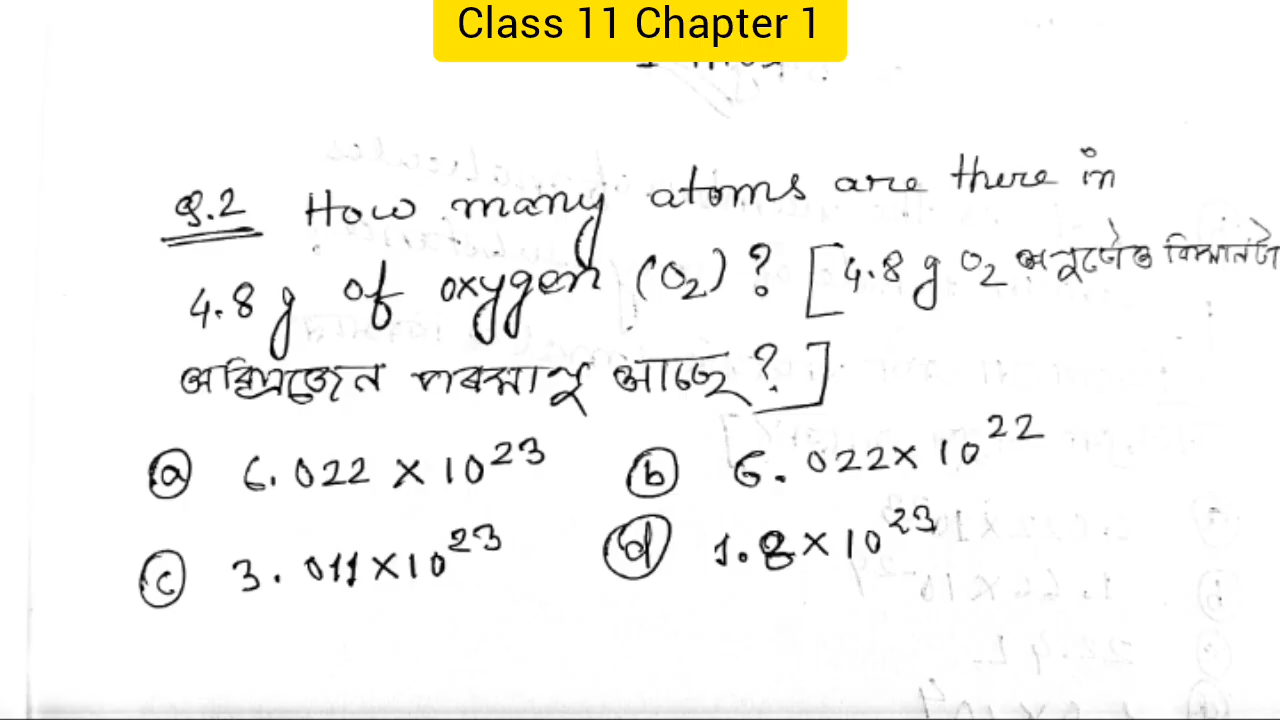 Class 11 Chapter 1
Q.2 How many atoms are there in
4.8 g of oxygen (O2)? [4.8 g O2 অনুৰ্ণেত কিমানটা
অক্সিজেন পৰমাণু আছে?]
(a) 6.022 × 10^23 (b) 6.022 × 10^22
(c) 3.011 × 10^23 (d) 1.8 × 10^23